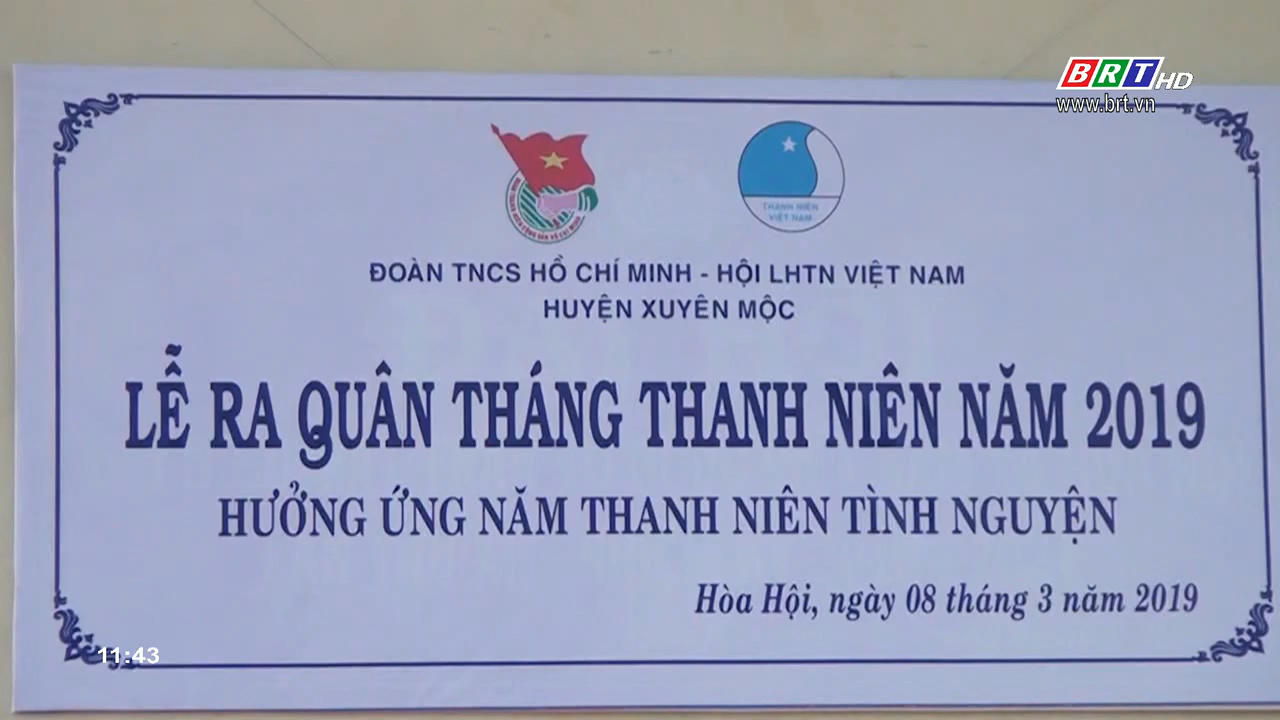 BRT HD
www.brt.vn
THANH NIÊN
VIỆT NAM
ĐOÀN TNCS HỒ CHÍ MINH - HỘI LHTN VIỆT NAM
HUYỆN XUYÊN MỘC
LỄ RA QUÂN THÁNG THANH NIÊN NĂM 2019
HƯỞNG ỨNG NĂM THANH NIÊN TÌNH NGUYỆN
Hòa Hội, ngày 08 tháng 3 năm 2019
11:43